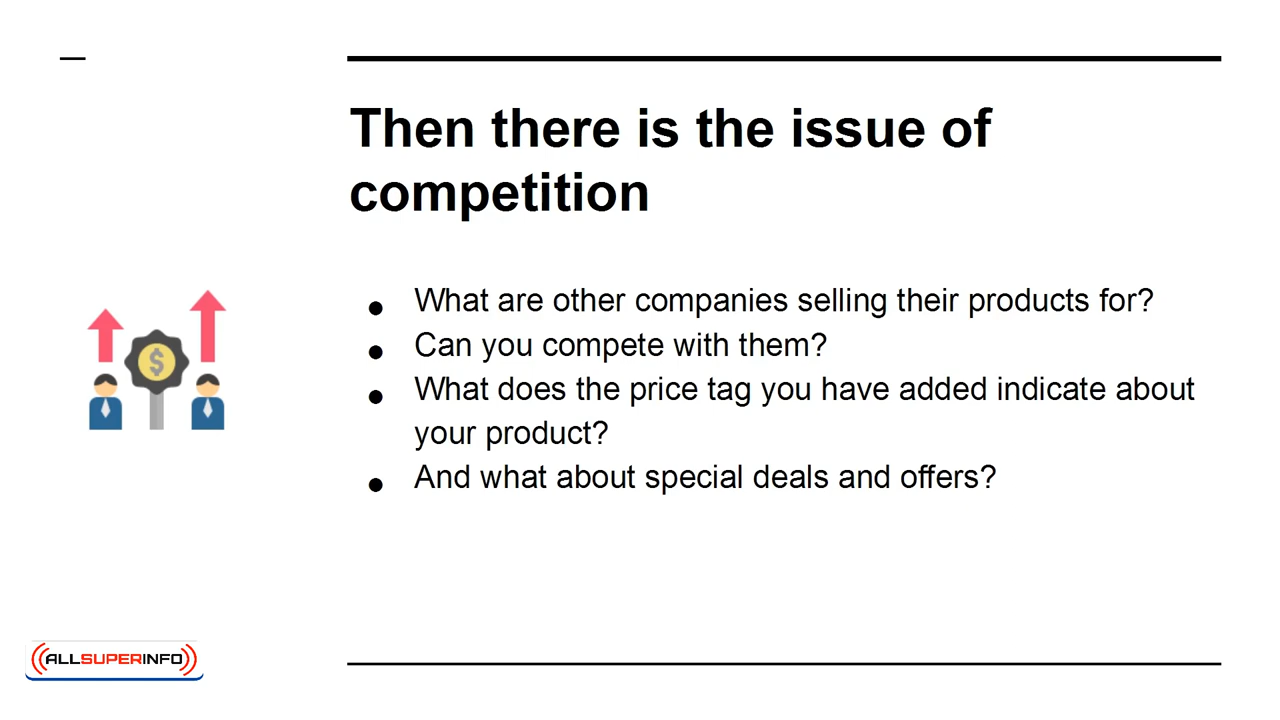 Then there is the issue of
competition
● What are other companies selling their products for?
● Can you compete with them?
● What does the price tag you have added indicate about
your product?
● And what about special deals and offers?
$
ALLSUPERINFO